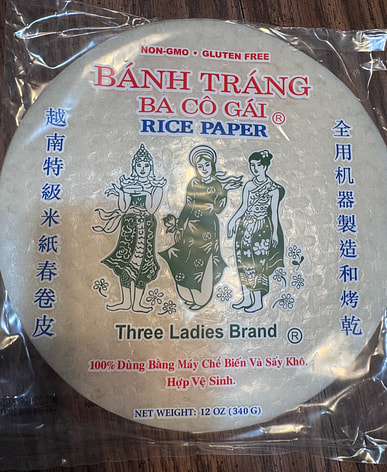 NON-GMO • GLUTEN FREE
BÁNH TRÁNG
BA CÔ GÁI ®
RICE PAPER
越南特級米紙春卷皮
全用机器製造和烤乾
Three Ladies Brand ®
100% Dùng Bằng Máy Chế Biến Và Sấy Khô.
Hợp Vệ Sinh.
NET WEIGHT: 12 OZ (340 G)